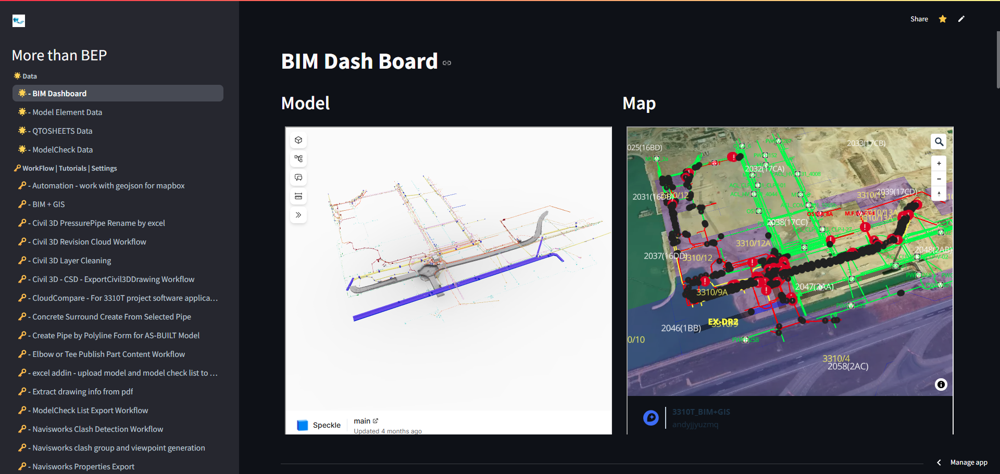 Share
More than BEP
Data
- BIM Dashboard
- Model Element Data
- QTOSHEETS Data
- ModelCheck Data
WorkFlow | Tutorials | Settings
- Automation - work with geojson for mapbox
- BIM + GIS
- Civil 3D PressurePipe Rename by excel
- Civil 3D Revision Cloud Workflow
- Civil 3D Layer Cleaning
- Civil 3D - CSD - ExportCivil3DDrawing Workflow
- CloudCompare - For 3310T project software applica...
- Concrete Surround Create From Selected Pipe
- Create Pipe by Polyline Form for AS-BUILT Model
- Elbow or Tee Publish Part Content Workflow
- excel addin - upload model and model check list to ...
- Extract drawing info from pdf
- ModelCheck List Export Workflow
- Navisworks Clash Detection Workflow
- Navisworks clash group and viewpoint generation
- Navisworks Properties Export
BIM Dash Board
Model
Speckle
main
Updated 4 months ago
Map
025(16BD)
2033(17CB)
2032(17CA)
2031(16DB)
2039(17CD)
3310/13A
2038(17CC)
3310/12A
2048(2AB)
2037(16DD)
3310/12
2047(2AA)
3310/9A
EX-DR2
2046(1BB)
0/10
3310/4
2058(2AC)
3310T_BIM+GIS
andyjjyuzmq
Manage app